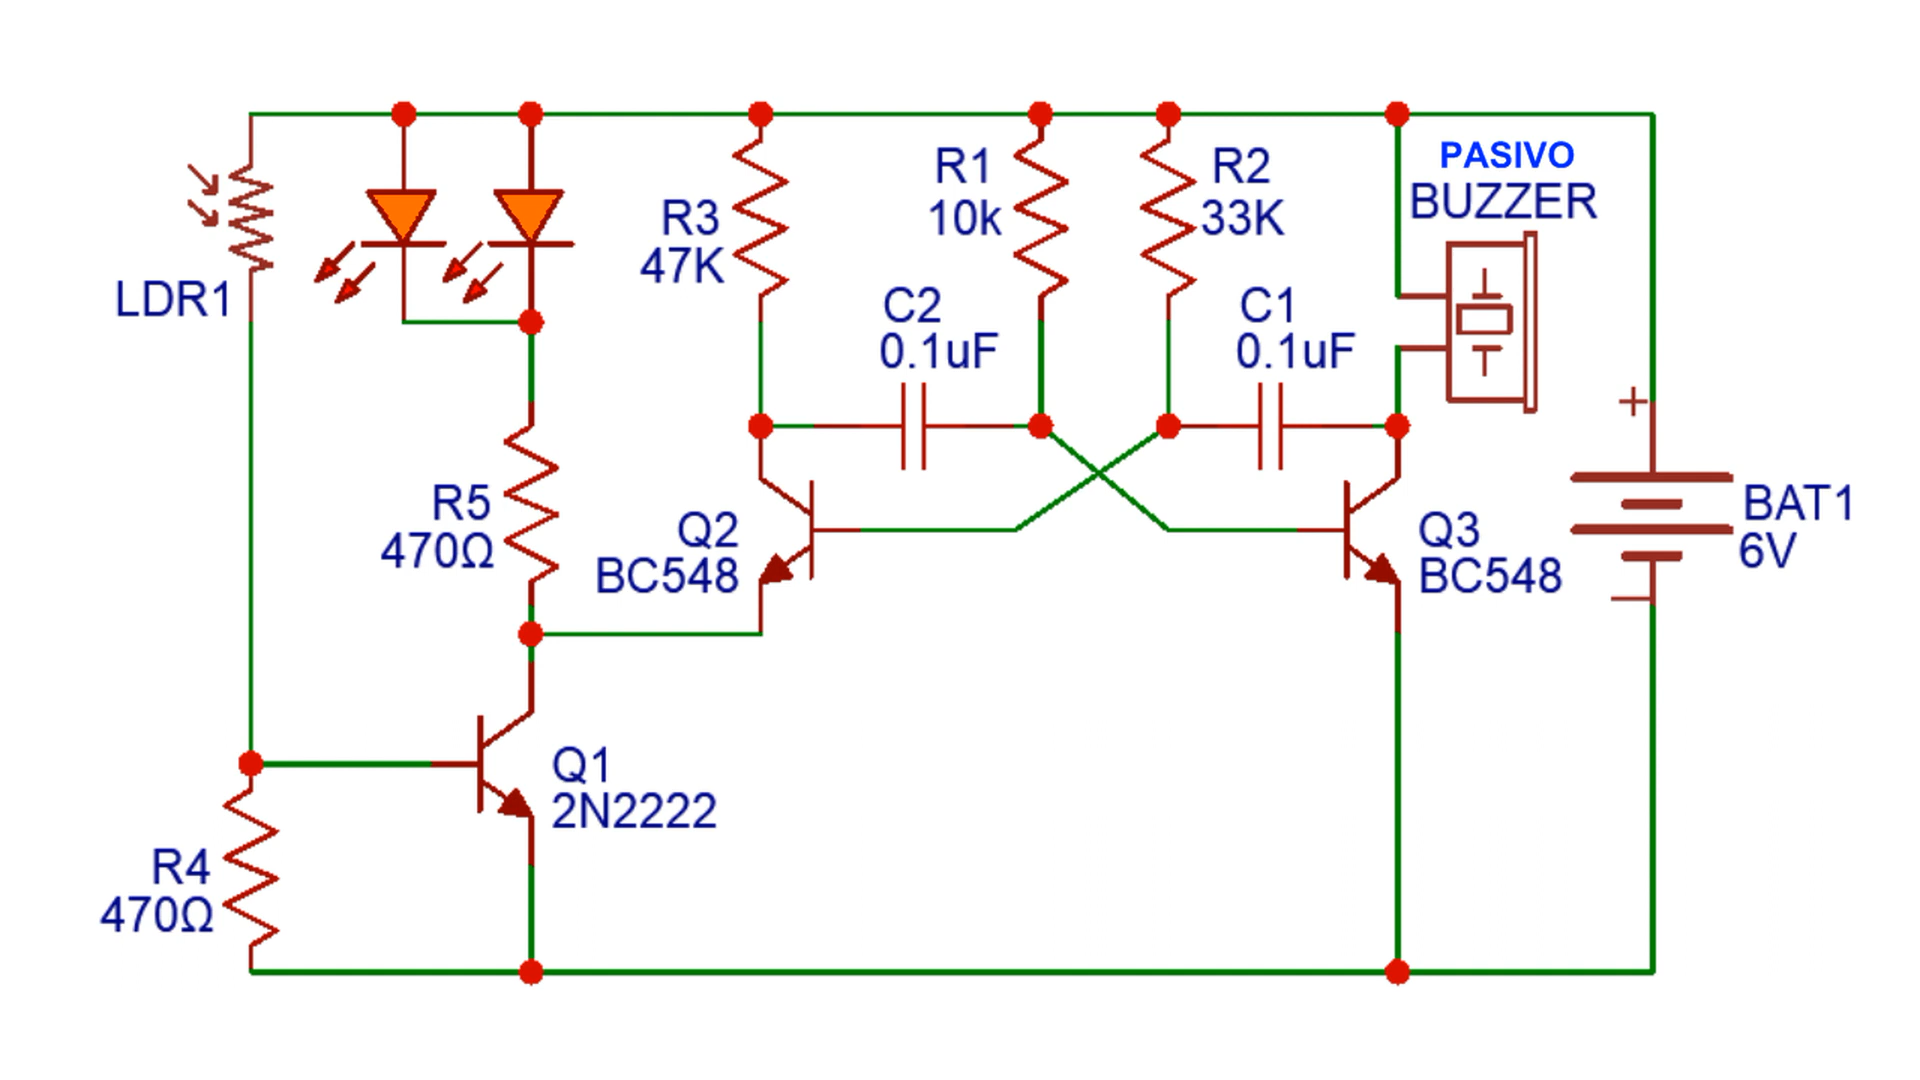 PASIVO
BUZZER
R1
10k
R2
33K
R3
47K
LDR1
C2
0.1uF
C1
0.1uF
+
BAT1
6V
R5
470Ω
Q2
BC548
Q3
BC548
Q1
2N2222
R4
470Ω